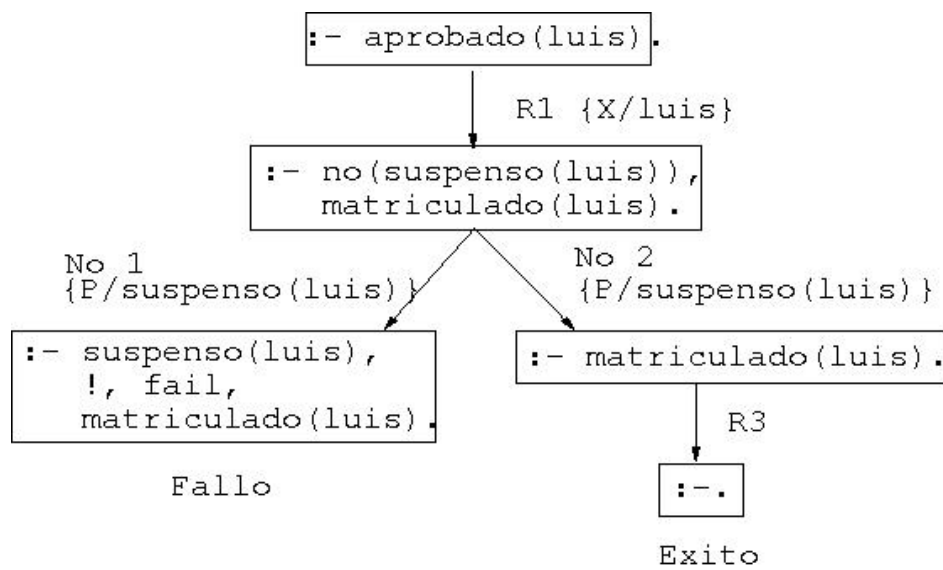 :- aprobado(luis).
R1 {X/luis}
:- no(suspenso(luis)),
matriculado(luis).
No 1
{P/suspenso(luis)}
No 2
{P/suspenso(luis)}
:- suspenso(luis),
!, fail,
matriculado(luis).
:- matriculado(luis).
R3
Fallo
:-.
Exito